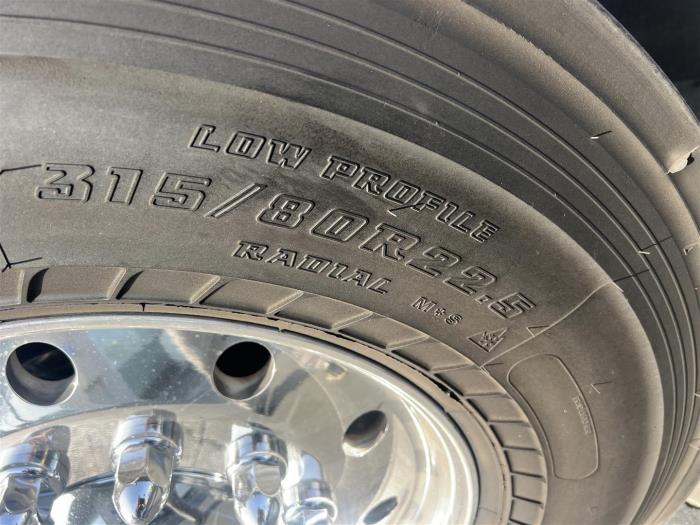 LOW PROFILE
315/80R22.5
RADIAL M+S